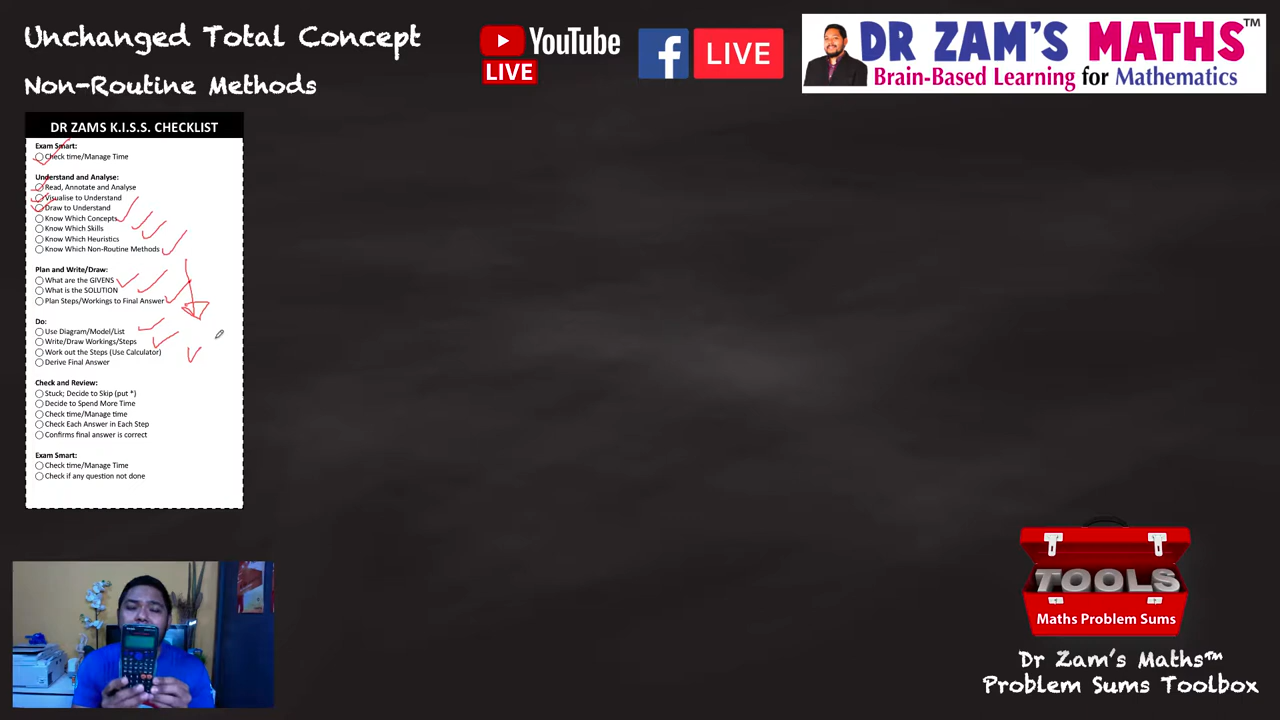 Unchanged Total Concept
Non-Routine Methods
YouTube
LIVE
LIVE
DR ZAM'S MATHS™
Brain-Based Learning for Mathematics
DR ZAMS K.I.S.S. CHECKLIST
Exam Smart:
Check time/Manage Time
Understand and Analyse:
Read, Annotate and Analyse
Visualise to Understand
Draw to Understand
Know Which Concepts
Know Which Skills
Know Which Heuristics
Know Which Non-Routine Methods
Plan and Write/Draw:
What are the GIVENS
What is the SOLUTION
Plan Steps/Workings to Final Answer
Do:
Use Diagram/Model/List
Write/Draw Workings/Steps
Work out the Steps (Use Calculator)
Derive Final Answer
Check and Review:
Stuck; Decide to Skip (put *)
Decide to Spend More Time
Check time/Manage time
Check Each Answer in Each Step
Confirms final answer is correct
Exam Smart:
Check time/Manage Time
Check if any question not done
TOOLS
Maths Problem Sums
Dr Zam's Maths™
Problem Sums Toolbox